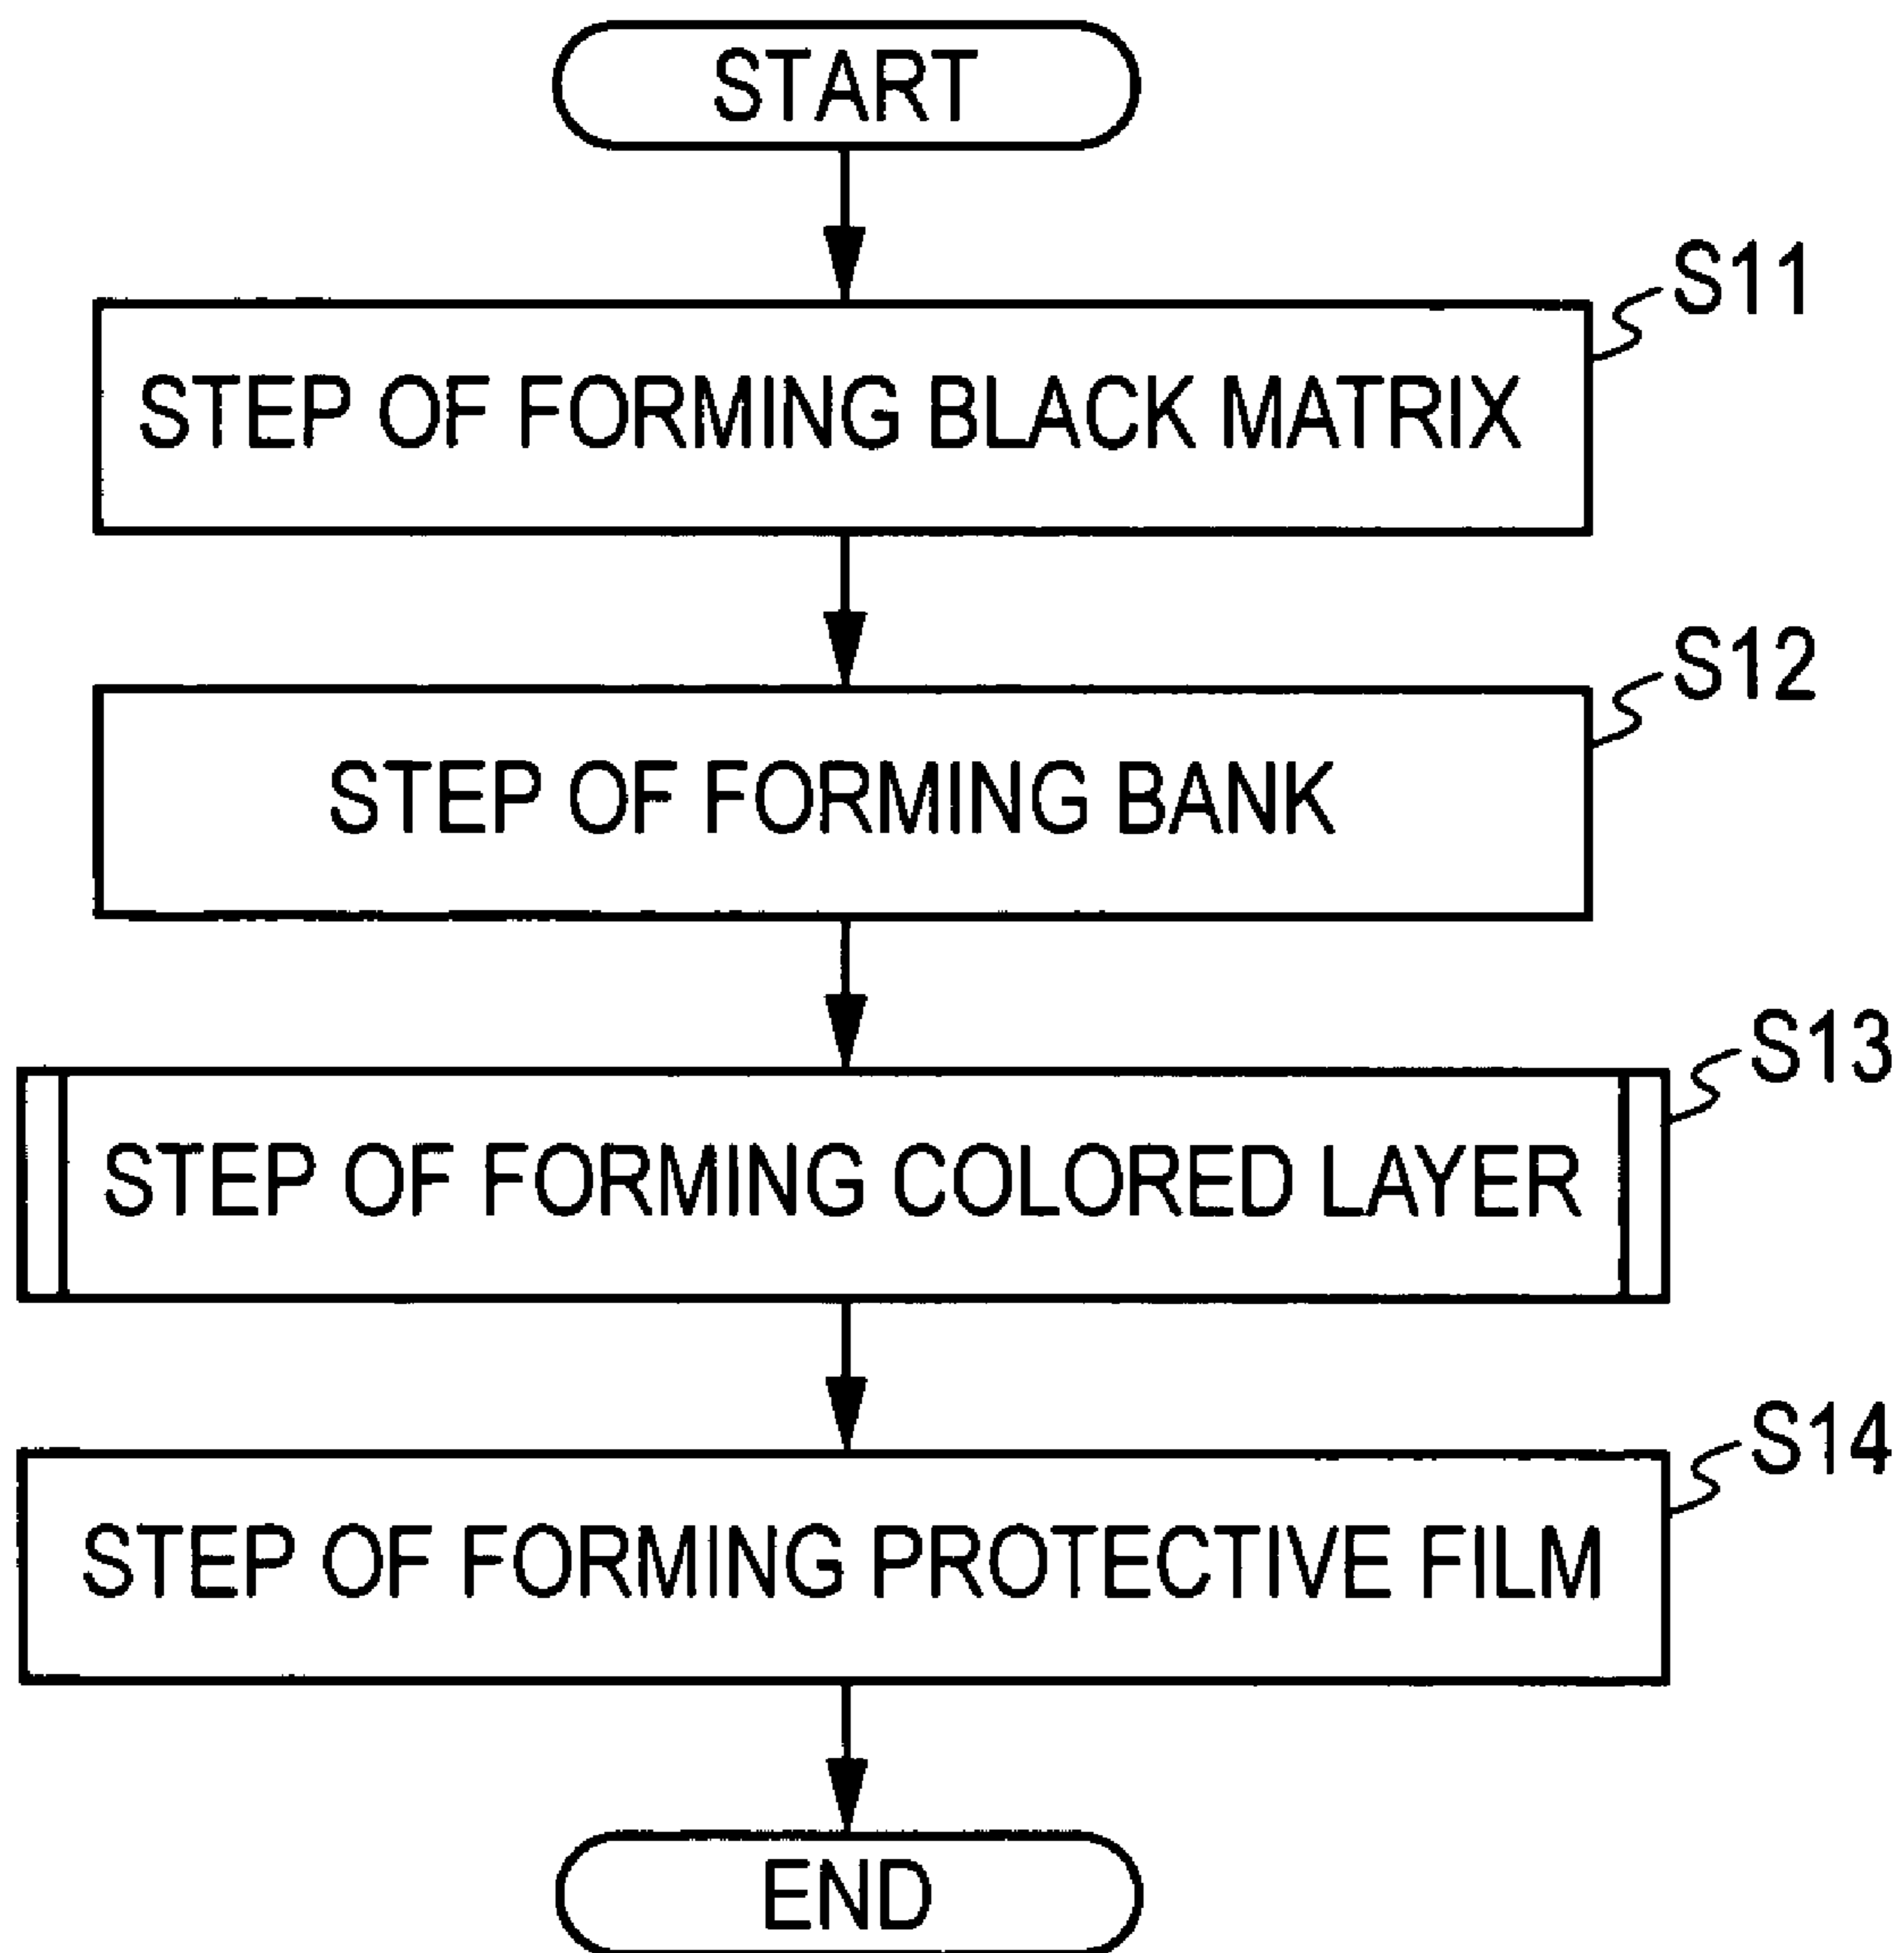 START
S11
STEP OF FORMING BLACK MATRIX
S12
STEP OF FORMING BANK
S13
STEP OF FORMING COLORED LAYER
S14
STEP OF FORMING PROTECTIVE FILM
END